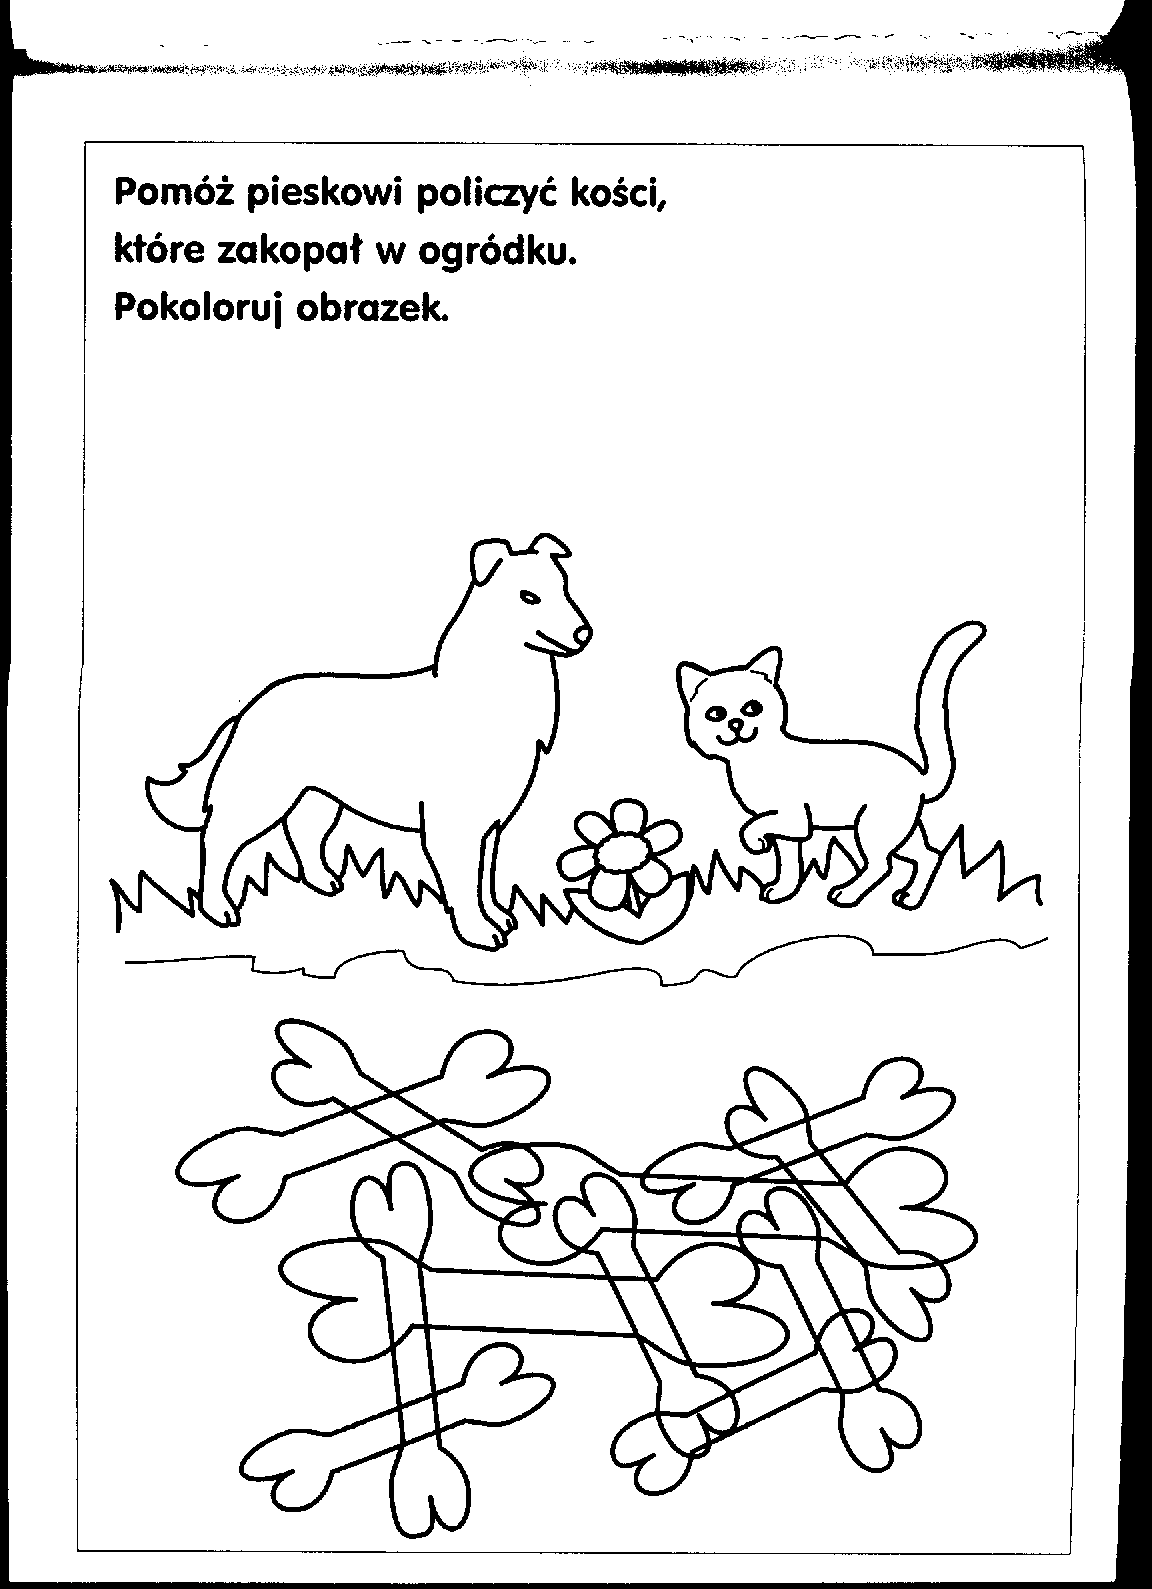 Pomóż pieskowi policzyć kości,
które zakopał w ogródku.
Pokoloruj obrazek.